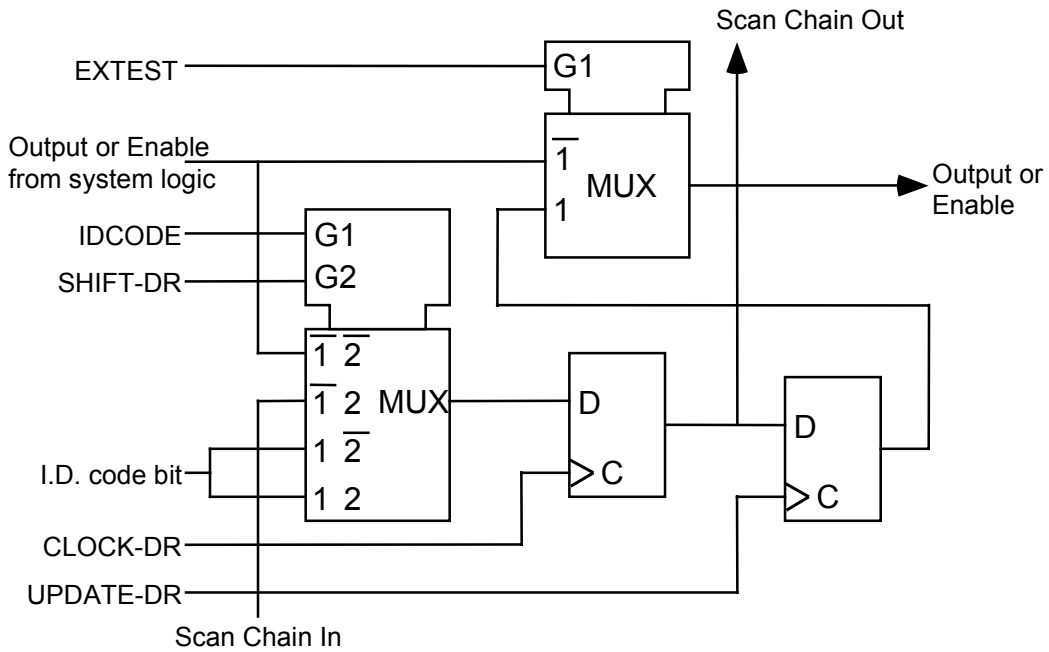 Scan Chain Out
EXTEST
G1
Output or Enable
from system logic
1̅
MUX
1
Output or
Enable
IDCODE
G1
SHIFT-DR
G2
1̅ 2̅
1̅ 2 MUX
1 2̅
1 2
I.D. code bit
D
C
D
C
CLOCK-DR
UPDATE-DR
Scan Chain In